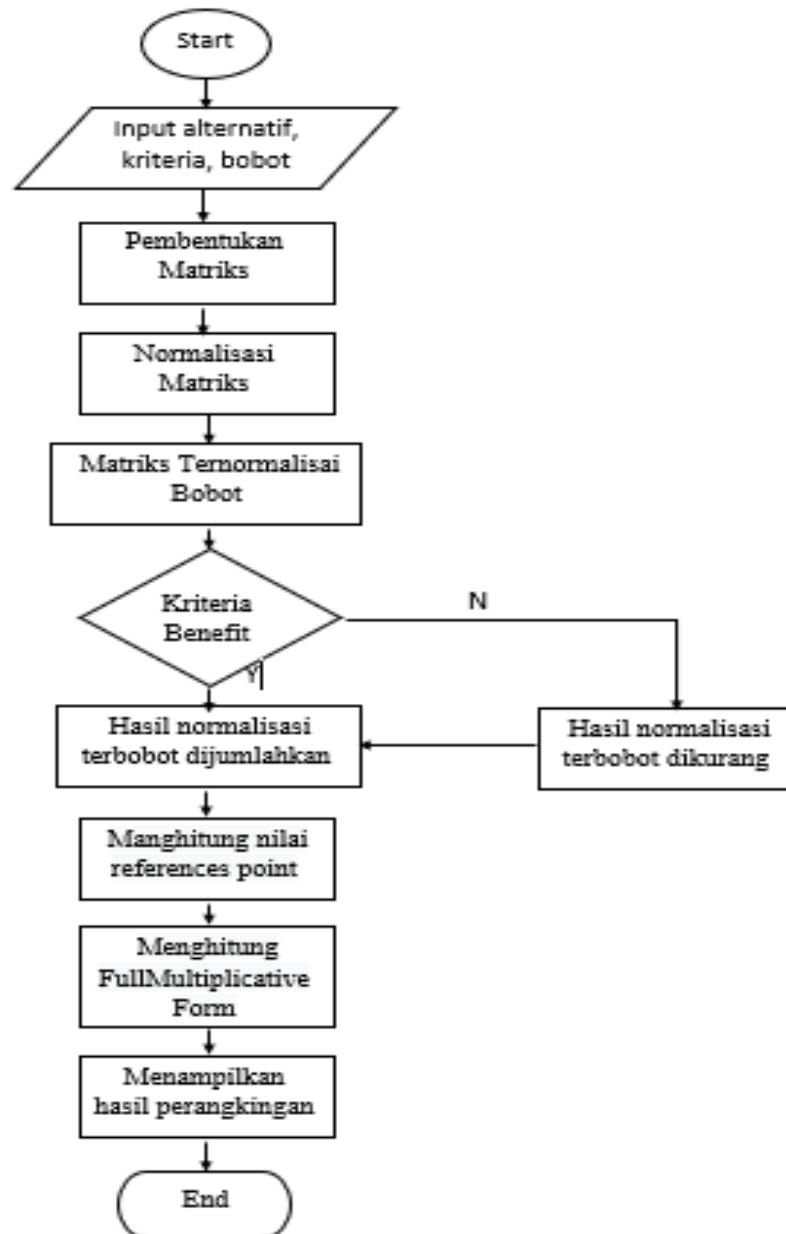 Start
Input alternatif,
kriteria, bobot
Pembentukan
Matriks
Normalisasi
Matriks
Matriks Ternormalisai
Bobot
Kriteria
Benefit
N
Y
Hasil normalisasi
terbobot dijumlahkan
Hasil normalisasi
terbobot dikurang
Manghitung nilai
references point
Menghitung
FullMultiplicative
Form
Menampilkan
hasil perangkingan
End